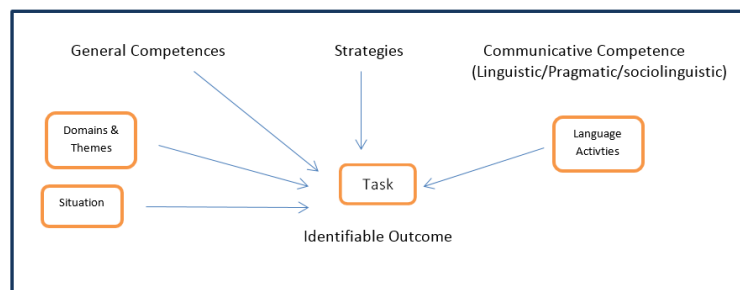 General Competences
Strategies
Communicative Competence
(Linguistic/Pragmatic/sociolinguistic)
Domains &
Themes
Language
Activties
Task
Situation
Identifiable Outcome